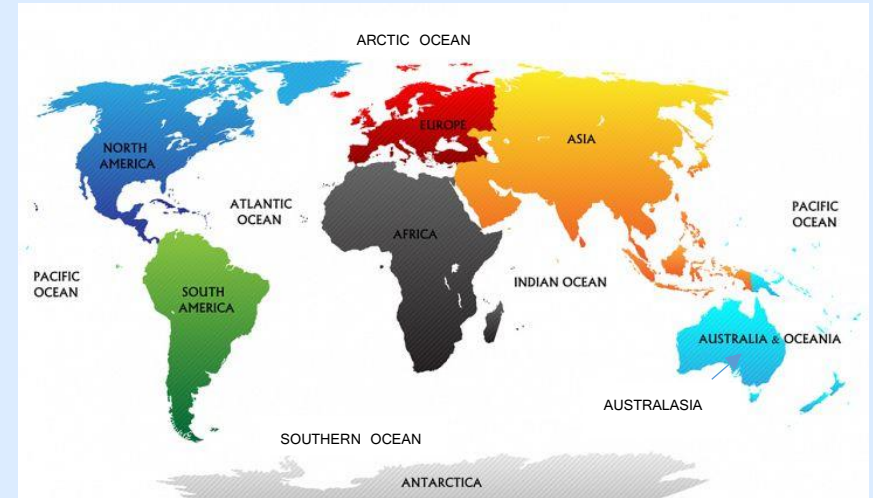 ARCTIC OCEAN
EUROPE
ASIA
NORTH
AMERICA
ATLANTIC
OCEAN
PACIFIC
OCEAN
AFRICA
PACIFIC
OCEAN
INDIAN OCEAN
SOUTH
AMERICA
AUSTRALIA & OCEANIA
AUSTRALASIA
SOUTHERN OCEAN
ANTARCTICA